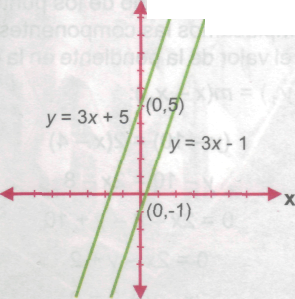 (0,5)
y = 3x + 5
y = 3x - 1
x
(0,-1)